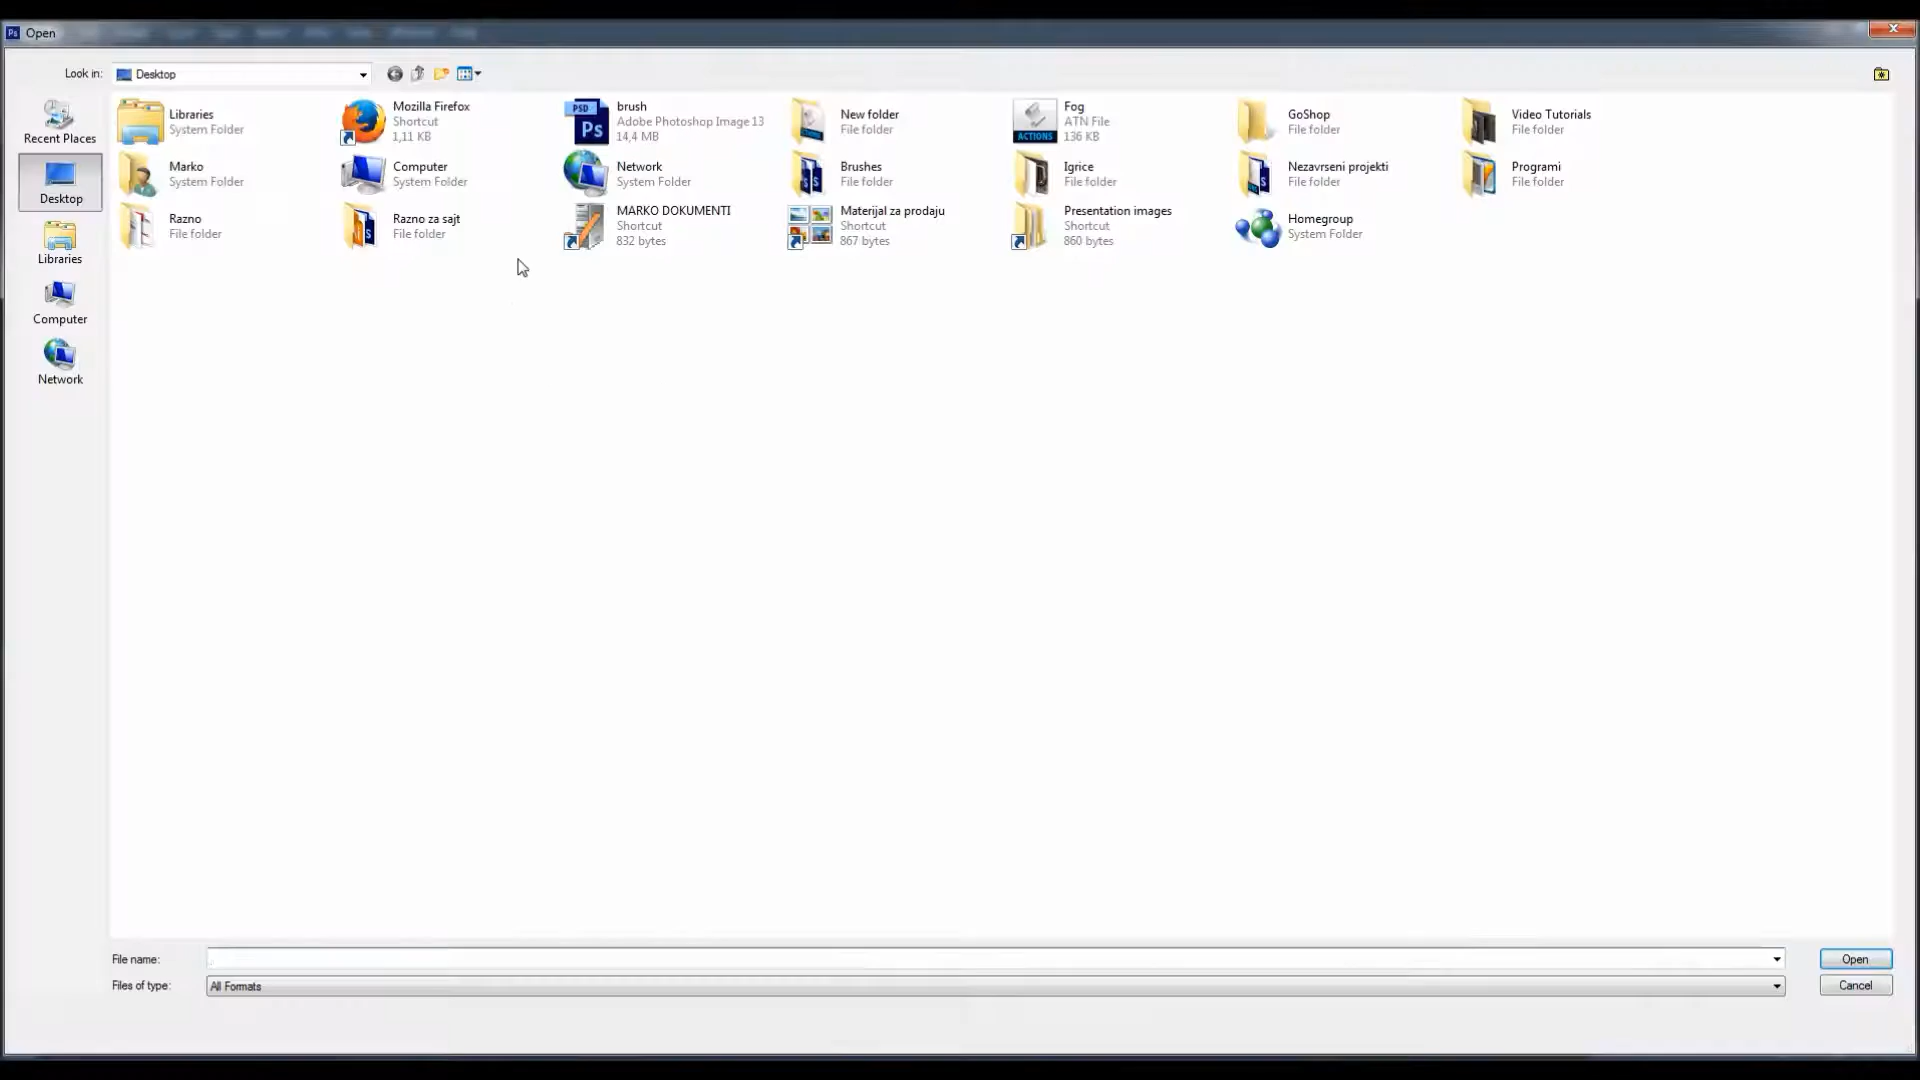 Ps Open
Look in: Desktop
Recent Places
Desktop
Libraries
Computer
Network
Libraries
System Folder
Mozilla Firefox
Shortcut
1,11 KB
PSD
Ps
brush
Adobe Photoshop Image 13
14,4 MB
New folder
File folder
ACTIONS
Fog
ATN File
136 KB
GoShop
File folder
Video Tutorials
File folder
Marko
System Folder
Computer
System Folder
Network
System Folder
Brushes
File folder
Igrice
File folder
Nezavrseni projekti
File folder
Programi
File folder
Razno
File folder
Razno za sajt
File folder
MARKO DOKUMENTI
Shortcut
832 bytes
Materijal za prodaju
Shortcut
867 bytes
Presentation images
Shortcut
860 bytes
Homegroup
System Folder
File name:
Open
Files of type: All Formats
Cancel